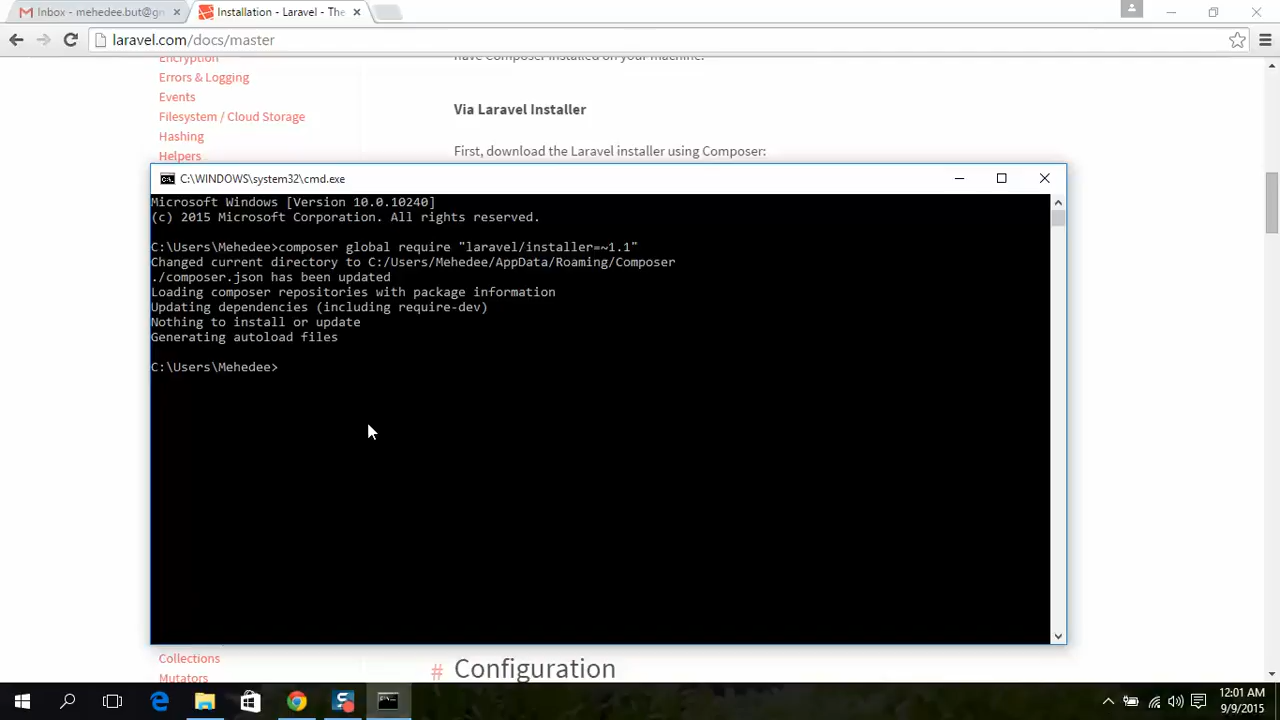 Inbox - mehedee.but@gn
Installation - Laravel - The
laravel.com/docs/master
Encryption
Errors & Logging
Events
Filesystem / Cloud Storage
Hashing
Helpers
have Composer installed on your machine.
Via Laravel Installer
First, download the Laravel installer using Composer:
C:\WINDOWS\system32\cmd.exe
Microsoft Windows [Version 10.0.10240]
(c) 2015 Microsoft Corporation. All rights reserved.
C:\Users\Mehedee>composer global require "laravel/installer=~1.1"
Changed current directory to C:/Users/Mehedee/AppData/Roaming/Composer
./composer.json has been updated
Loading composer repositories with package information
Updating dependencies (including require-dev)
Nothing to install or update
Generating autoload files
C:\Users\Mehedee>
Collections
Mutators
# Configuration
12:01 AM
9/9/2015